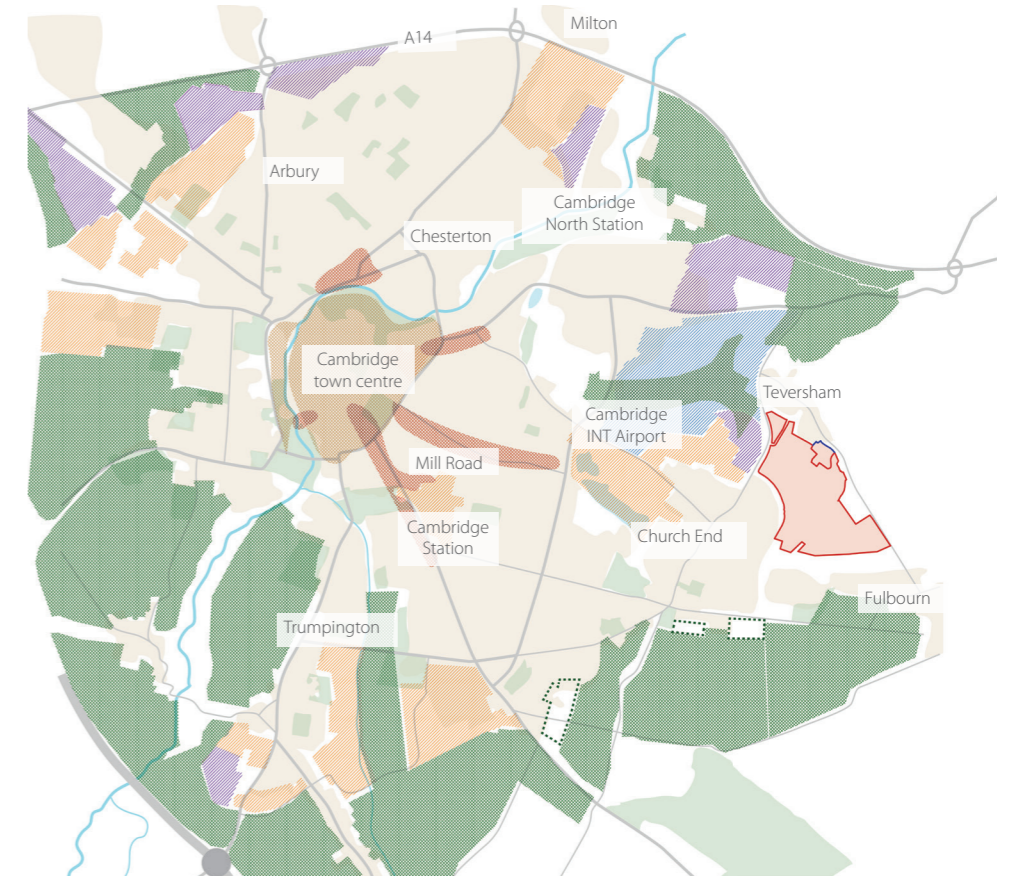 Milton
A14
Arbury
Cambridge
North Station
Chesterton
Cambridge
town centre
Teversham
Cambridge
INT Airport
Mill Road
Cambridge
Station
Church End
Fulbourn
Trumpington